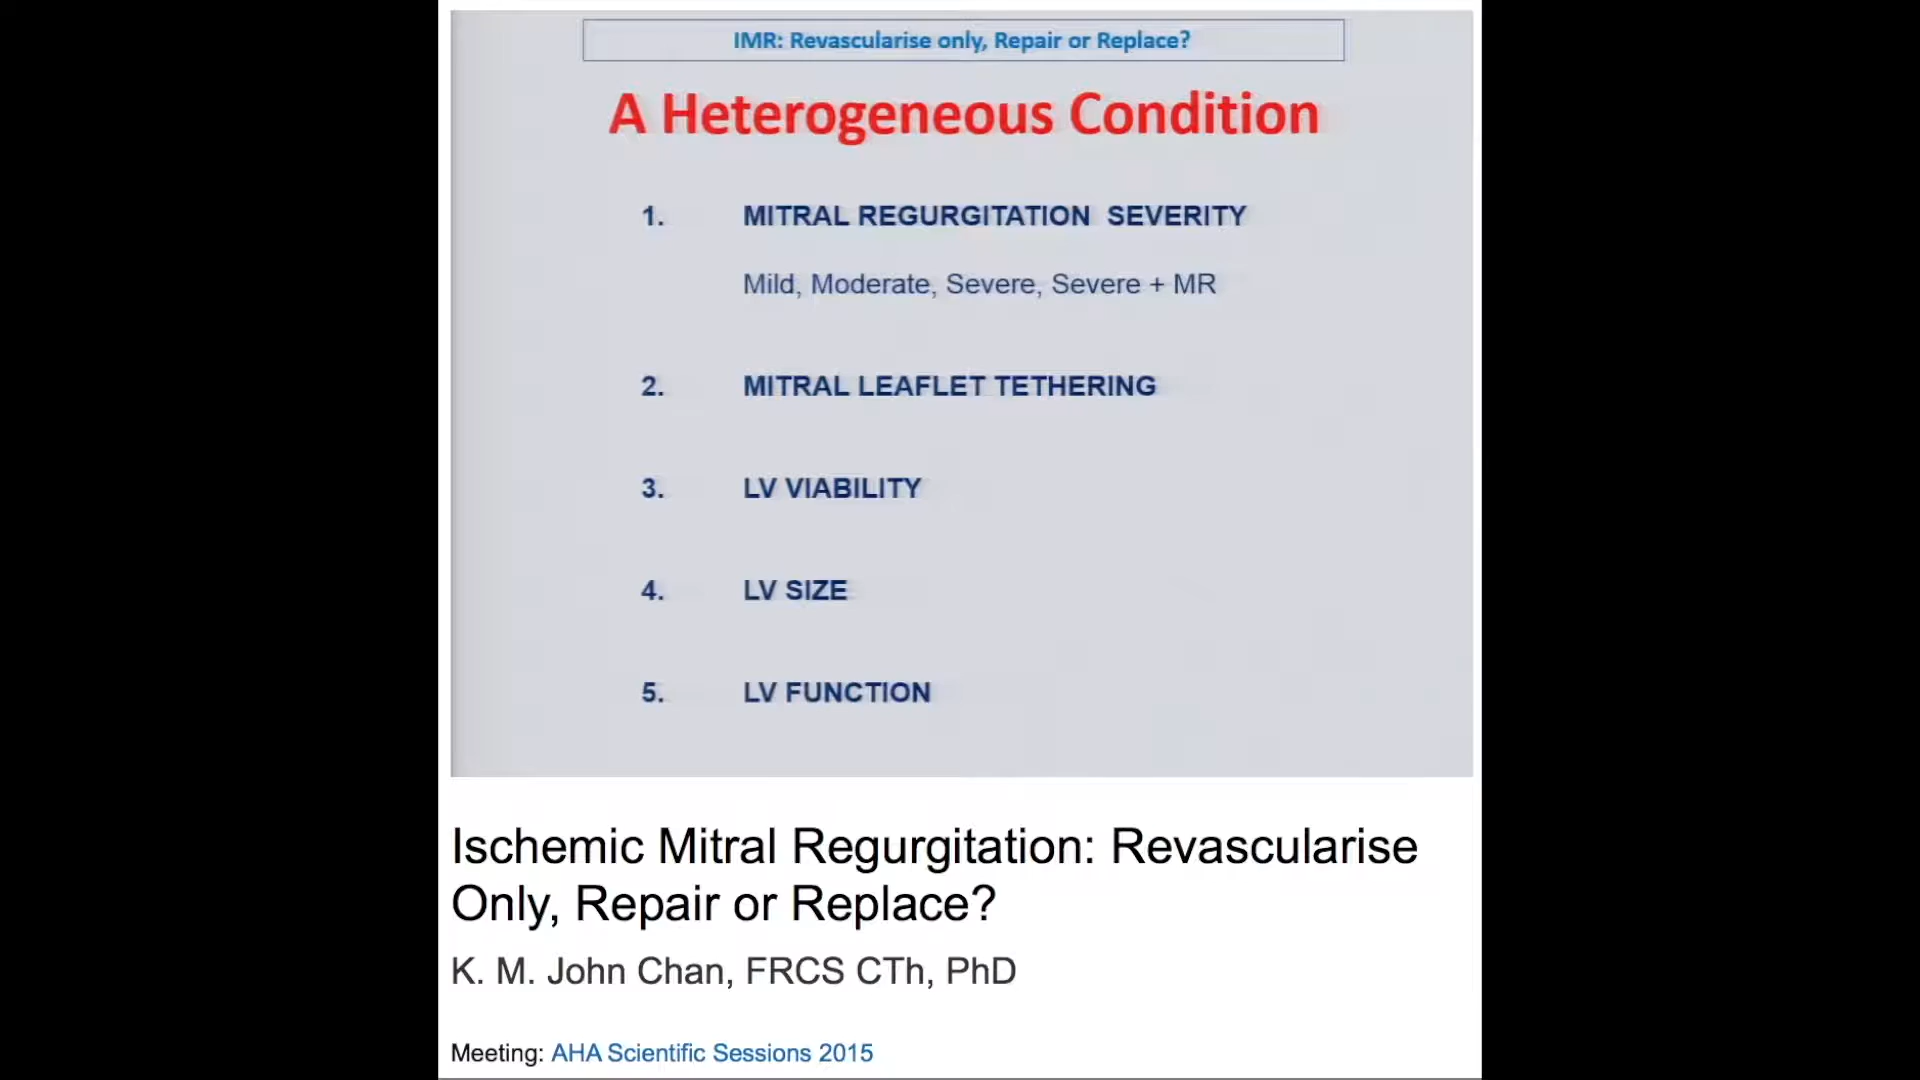 IMR: Revascularise only, Repair or Replace?
A Heterogeneous Condition
1. MITRAL REGURGITATION SEVERITY
Mild, Moderate, Severe, Severe + MR
2. MITRAL LEAFLET TETHERING
3. LV VIABILITY
4. LV SIZE
5. LV FUNCTION
Ischemic Mitral Regurgitation: Revascularise
Only, Repair or Replace?
K. M. John Chan, FRCS CTh, PhD
Meeting: AHA Scientific Sessions 2015